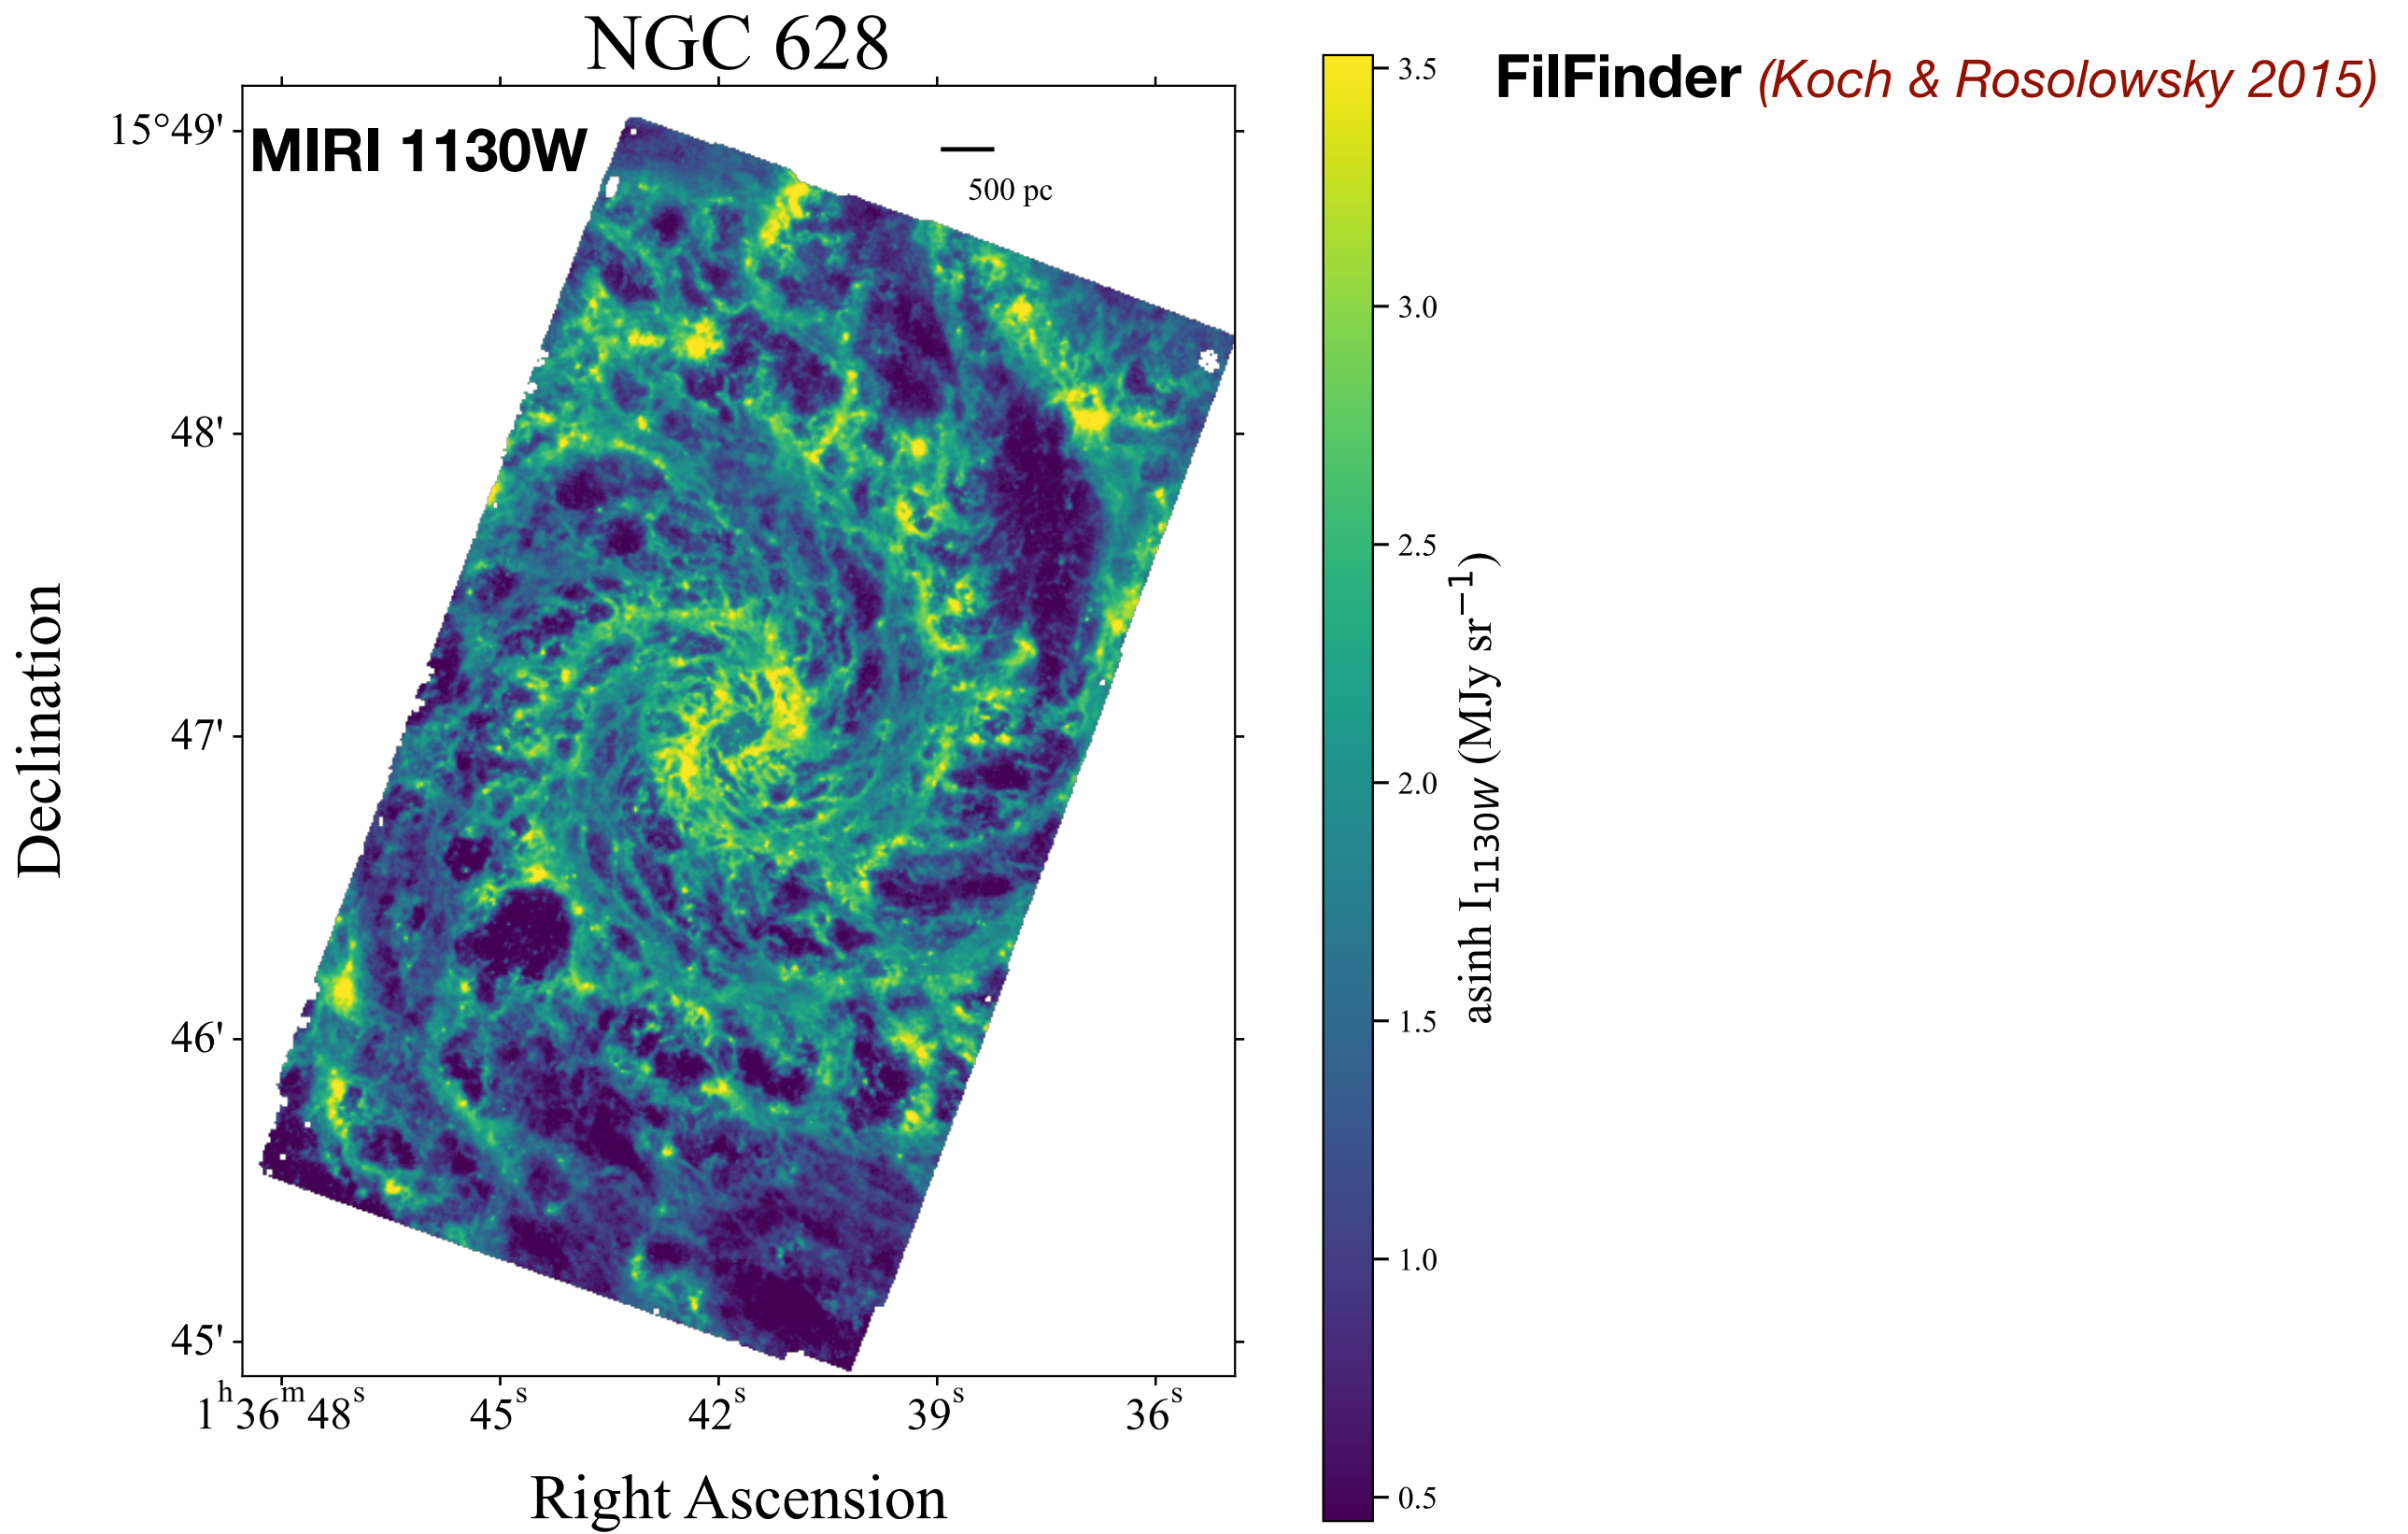 NGC 628
FilFinder (Koch & Rosolowsky 2015)
MIRI 1130W
500 pc
15°49'
48'
47'
46'
45'
Declination
1h36m48s
45s
42s
39s
36s
Right Ascension
3.5
3.0
2.5
2.0
1.5
1.0
0.5
asinh I1130W (MJy sr−1)